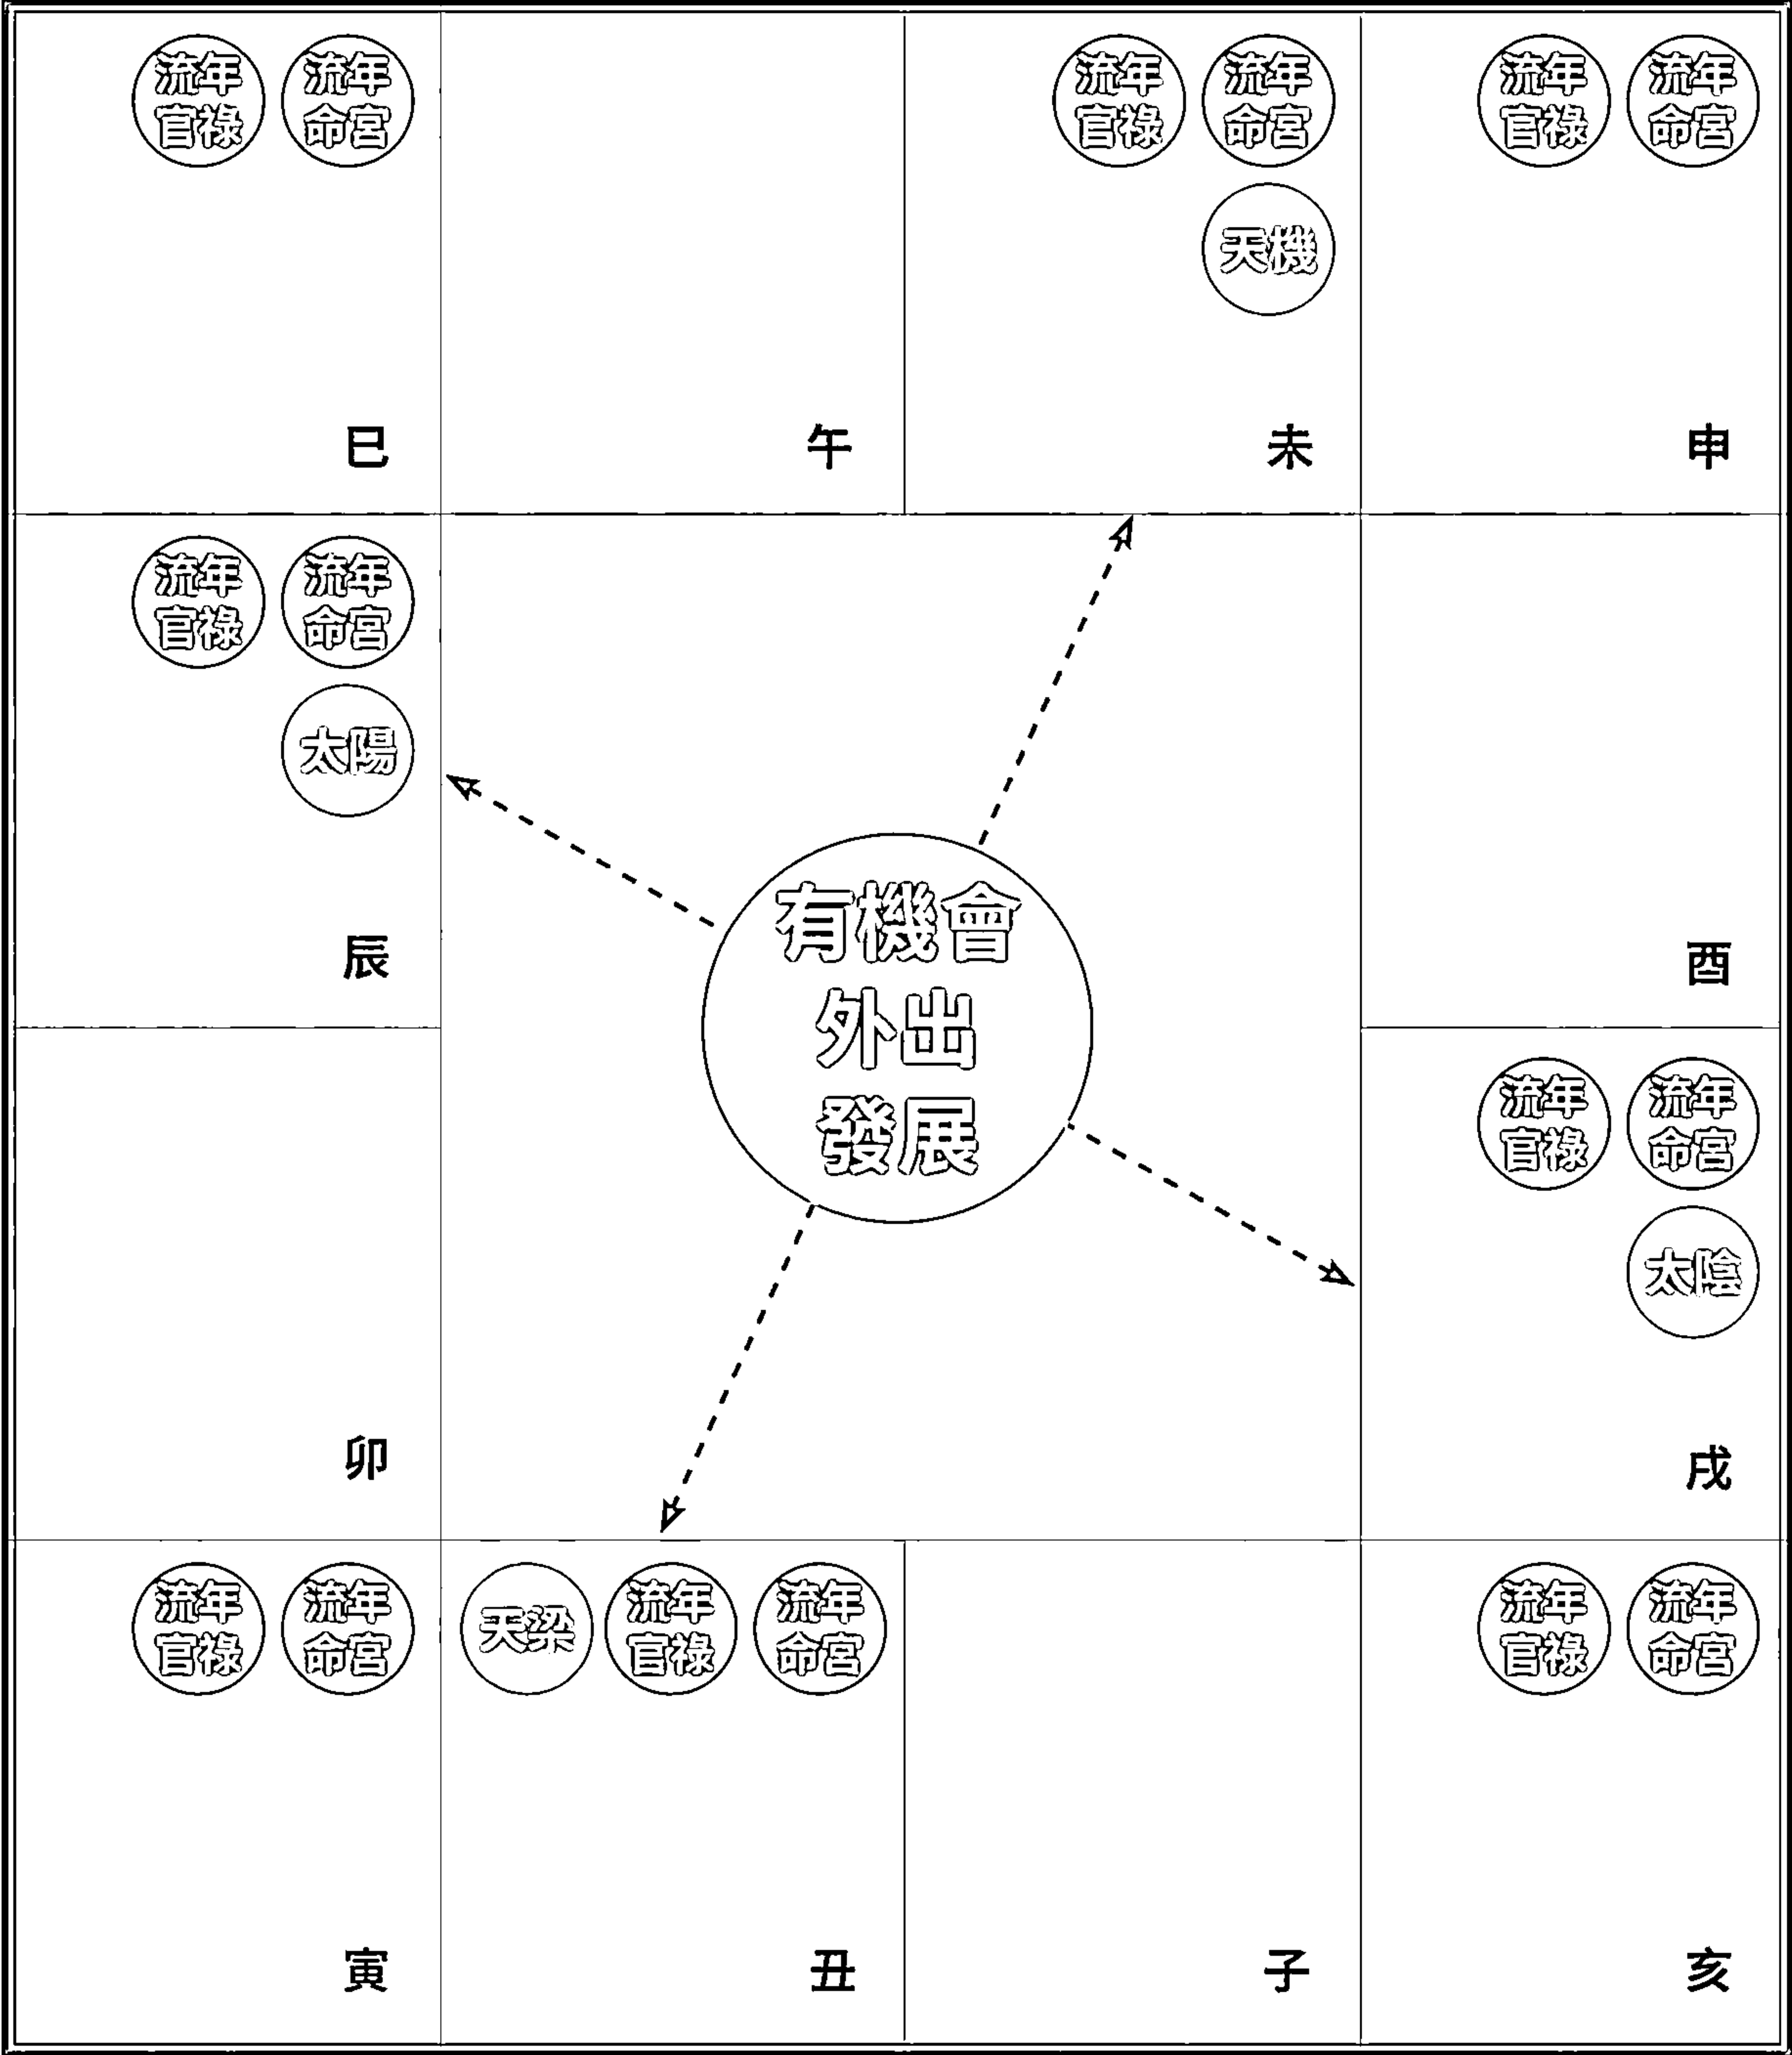 流年
官祿
流年
命宮
巳
午
流年
官祿
流年
命宮
天機
未
流年
官祿
流年
命宮
申
流年
官祿
流年
命宮
太陽
辰
有機會
外出
發展
酉
卯
流年
官祿
流年
命宮
太陰
戌
流年
官祿
流年
命宮
寅
天梁
流年
官祿
流年
命宮
丑
子
流年
官祿
流年
命宮
亥